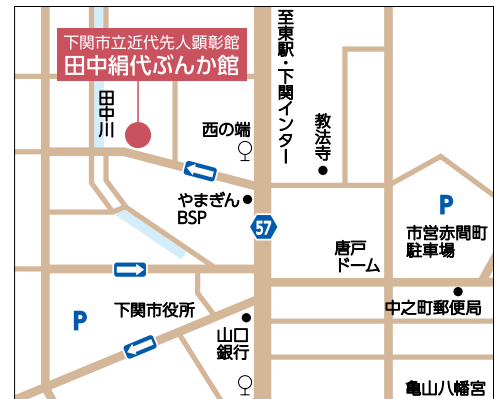 下関市立近代先人顕彰館
田中絹代ぶんか館
至東駅・下関インター
田中川
西の端
教法寺
やまぎん
BSP
P
57
市営赤間町
駐車場
唐戸
ドーム
下関市役所
中之町郵便局
P
山口
銀行
亀山八幡宮